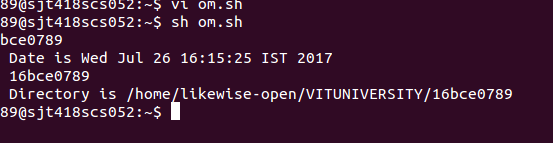 89@sjt418scs052:~$ vi om.sh
89@sjt418scs052:~$ sh om.sh
bce0789
Date is Wed Jul 26 16:15:25 IST 2017
16bce0789
Directory is /home/likewise-open/VITUNIVERSITY/16bce0789
89@sjt418scs052:~$